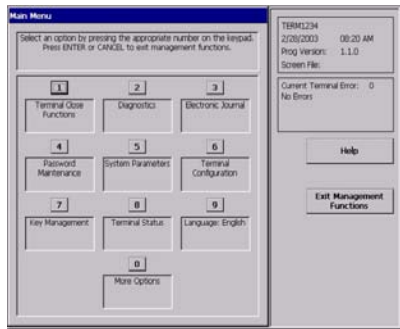 Main Menu
Select an option by pressing the appropriate number on the keypad.
Press ENTER or CANCEL to exit management functions.
1
2
3
Terminal Close
Functions
Diagnostics
Electronic Journal
4
5
6
Password
Maintenance
System Parameters
Terminal
Configuration
7
8
9
Key Management
Terminal Status
Language: English
0
More Options
TERM1234
2/28/2003 08:20 AM
Prog Version: 1.1.0
Screen File:
Current Terminal Error: 0
No Errors
Help
Exit Management
Functions